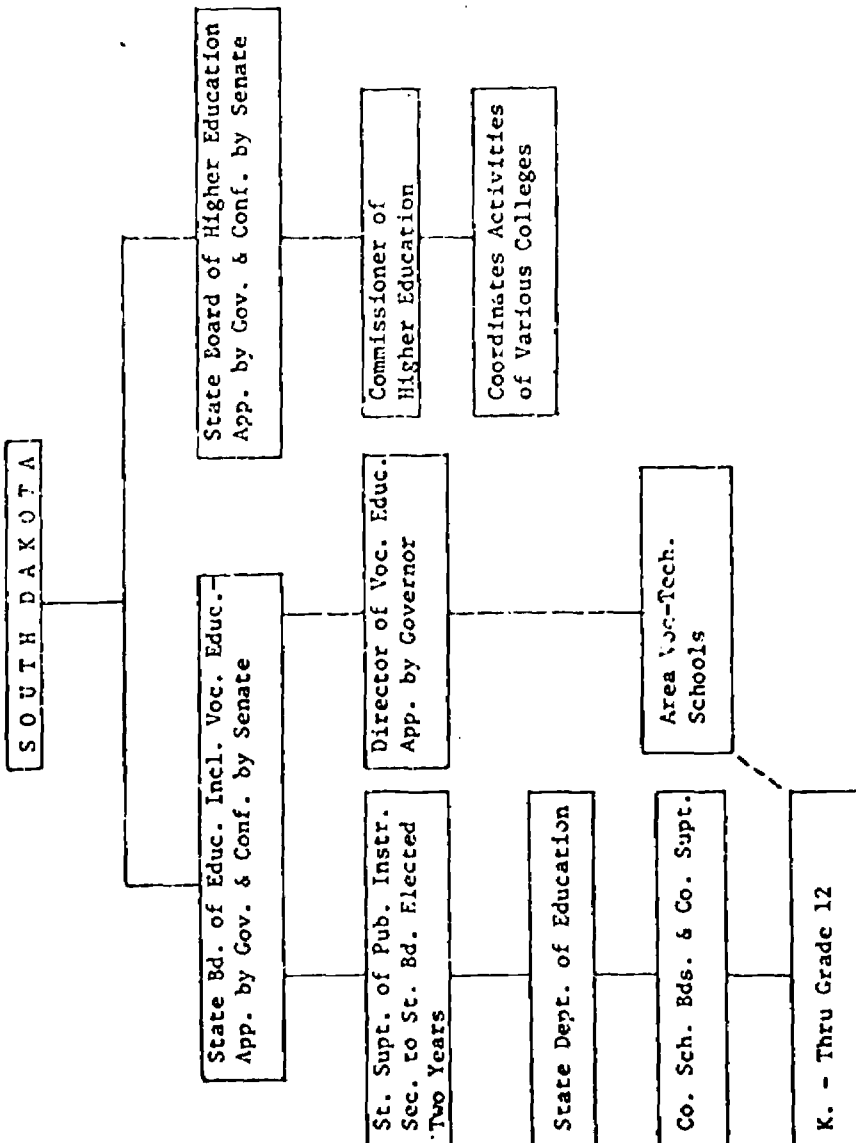 SOUTH DAKOTA
State Bd. of Educ. Incl. Voc. Educ.-
App. by Gov. & Conf. by Senate
State Board of Higher Education
App. by Gov. & Conf. by Senate
St. Supt. of Pub. Instr.
Sec. to St. Bd. Elected
Two Years
Director of Voc. Educ.
App. by Governor
Commissioner of
Higher Education
State Dept. of Education
Coordinates Activities
of Various Colleges
Co. Sch. Bds. & Co. Supt.
Area Voc-Tech.
Schools
K. - Thru Grade 12